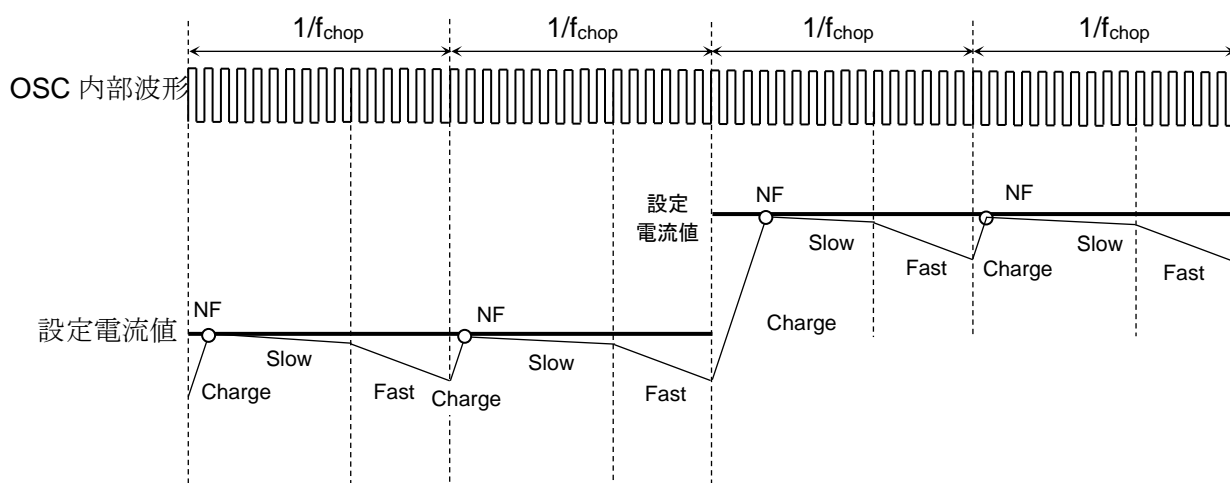 1/fchop 1/fchop 1/fchop 1/fchop
OSC 内部波形
設定
電流値
NF
NF
Slow
Fast
Charge
Slow
Fast
Charge
設定電流値
NF
NF
Slow
Slow
Charge
Fast
Charge
Fast